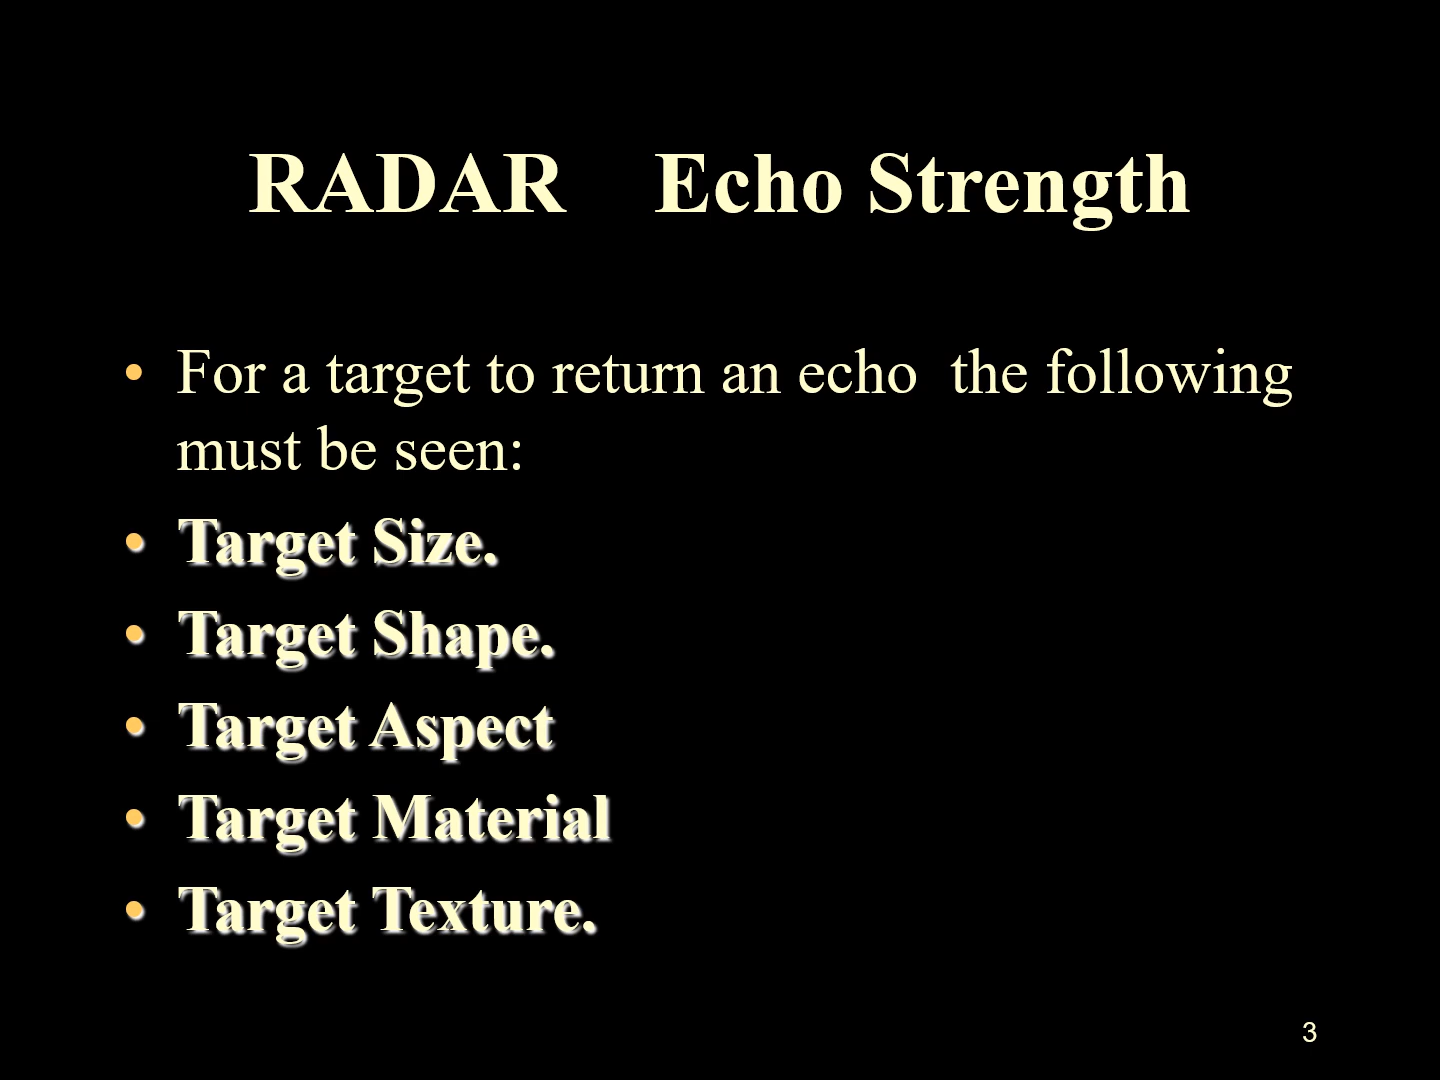 RADAR    Echo Strength
• For a target to return an echo  the following
must be seen:
• Target Size.
• Target Shape.
• Target Aspect
• Target Material
• Target Texture.
3